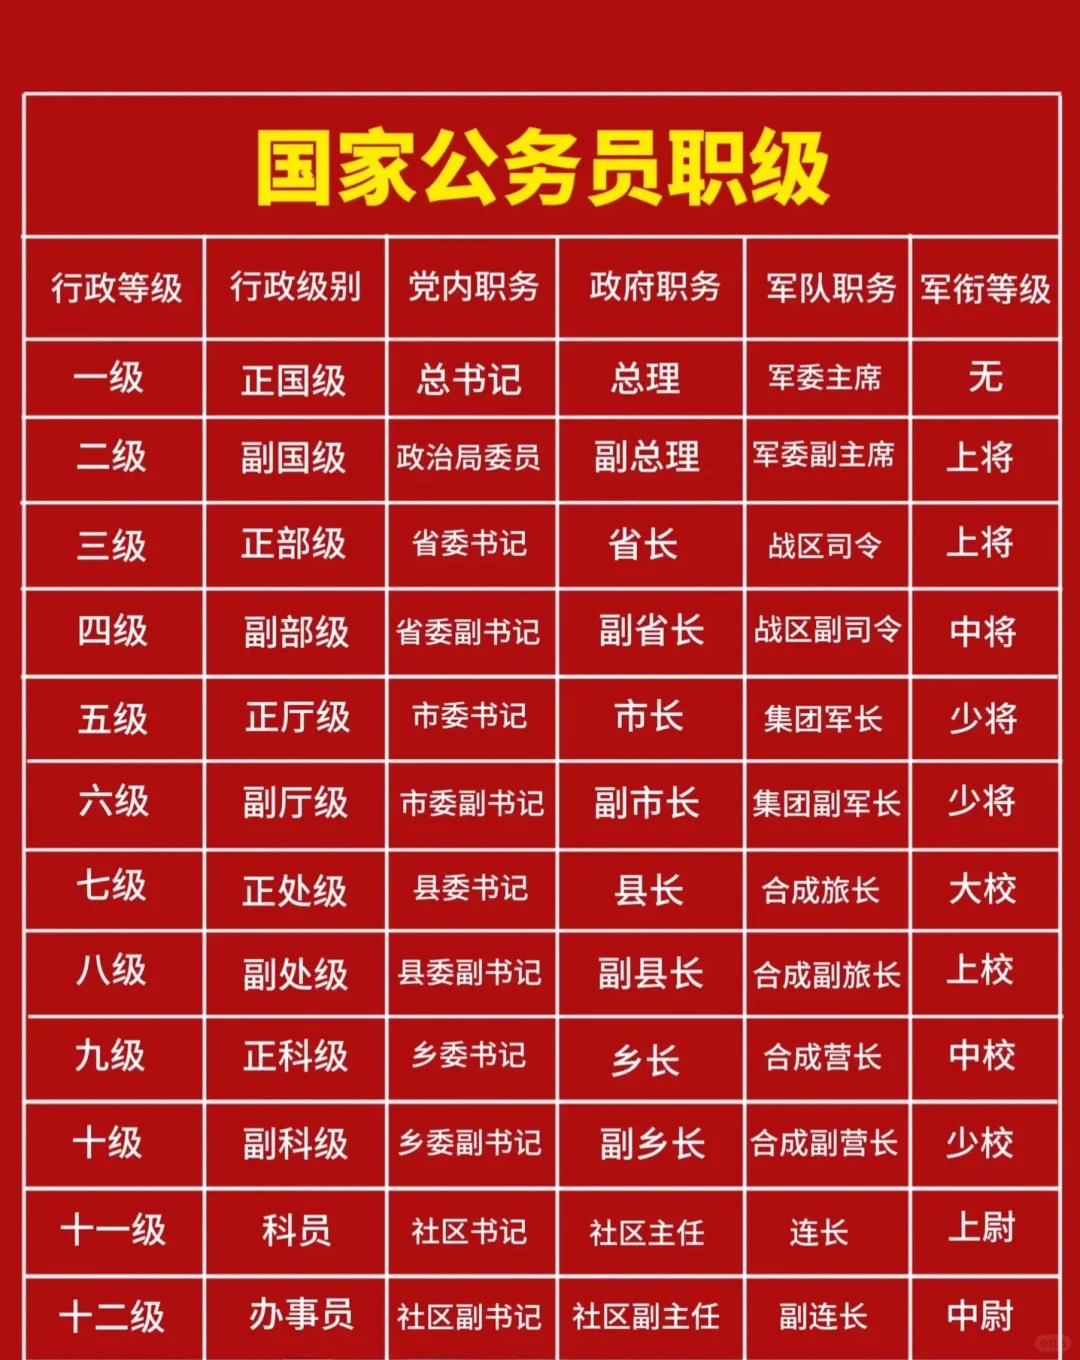 国家公务员职级
行政等级 行政级别 党内职务 政府职务 军队职务 军衔等级
一级 正国级 总书记 总理 军委主席 无
二级 副国级 政治局委员 副总理 军委副主席 上将
三级 正部级 省委书记 省长 战区司令 上将
四级 副部级 省委副书记 副省长 战区副司令 中将
五级 正厅级 市委书记 市长 集团军长 少将
六级 副厅级 市委副书记 副市长 集团副军长 少将
七级 正处级 县委书记 县长 合成旅长 大校
八级 副处级 县委副书记 副县长 合成副旅长 上校
九级 正科级 乡委书记 乡长 合成营长 中校
十级 副科级 乡委副书记 副乡长 合成副营长 少校
十一级 科员 社区书记 社区主任 连长 上尉
十二级 办事员 社区副书记 社区副主任 副连长 中尉